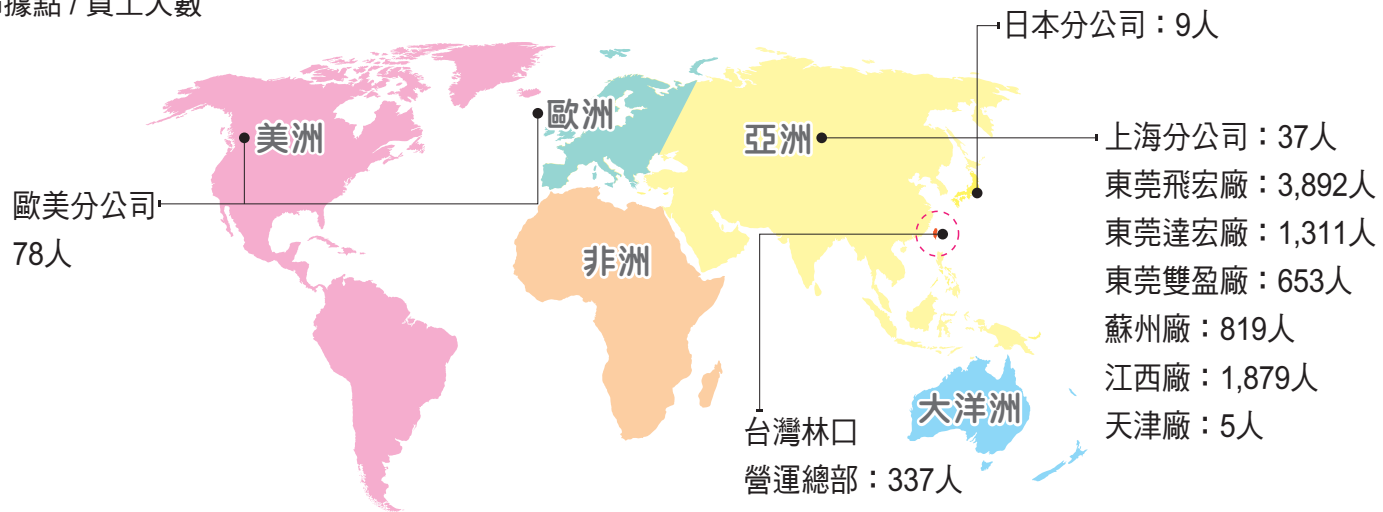 據點 / 員工人數
日本分公司：9人
歐洲
美洲
亞洲
上海分公司：37人
東莞飛宏廠：3,892人
東莞達宏廠：1,311人
東莞雙盈廠：653人
蘇州廠：819人
江西廠：1,879人
天津廠：5人
歐美分公司
78人
非洲
大洋洲
台灣林口
營運總部：337人